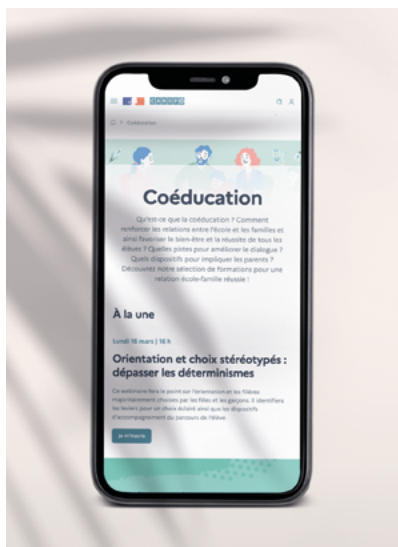 Coéducation
Coéducation
Qu'est-ce que la coéducation ? Comment
renforcer les relations entre l'école et les familles et
ainsi favoriser le bien-être et la réussite de tous les
élèves ? Quelles pistes pour améliorer le dialogue ?
Quels dispositifs pour impliquer les parents ?
Découvrez notre sélection de formations pour une
relation école-famille réussie !
À la une
Lundi 16 mars | 16 h
Orientation et choix stéréotypés :
dépasser les déterminismes
Ce webinaire fera le point sur l'orientation et les filières
majoritairement choisies par les filles et les garçons. Il identifiera
les leviers pour un choix éclairé ainsi que les dispositifs
d'accompagnement du parcours de l'élève.
Je m'inscris